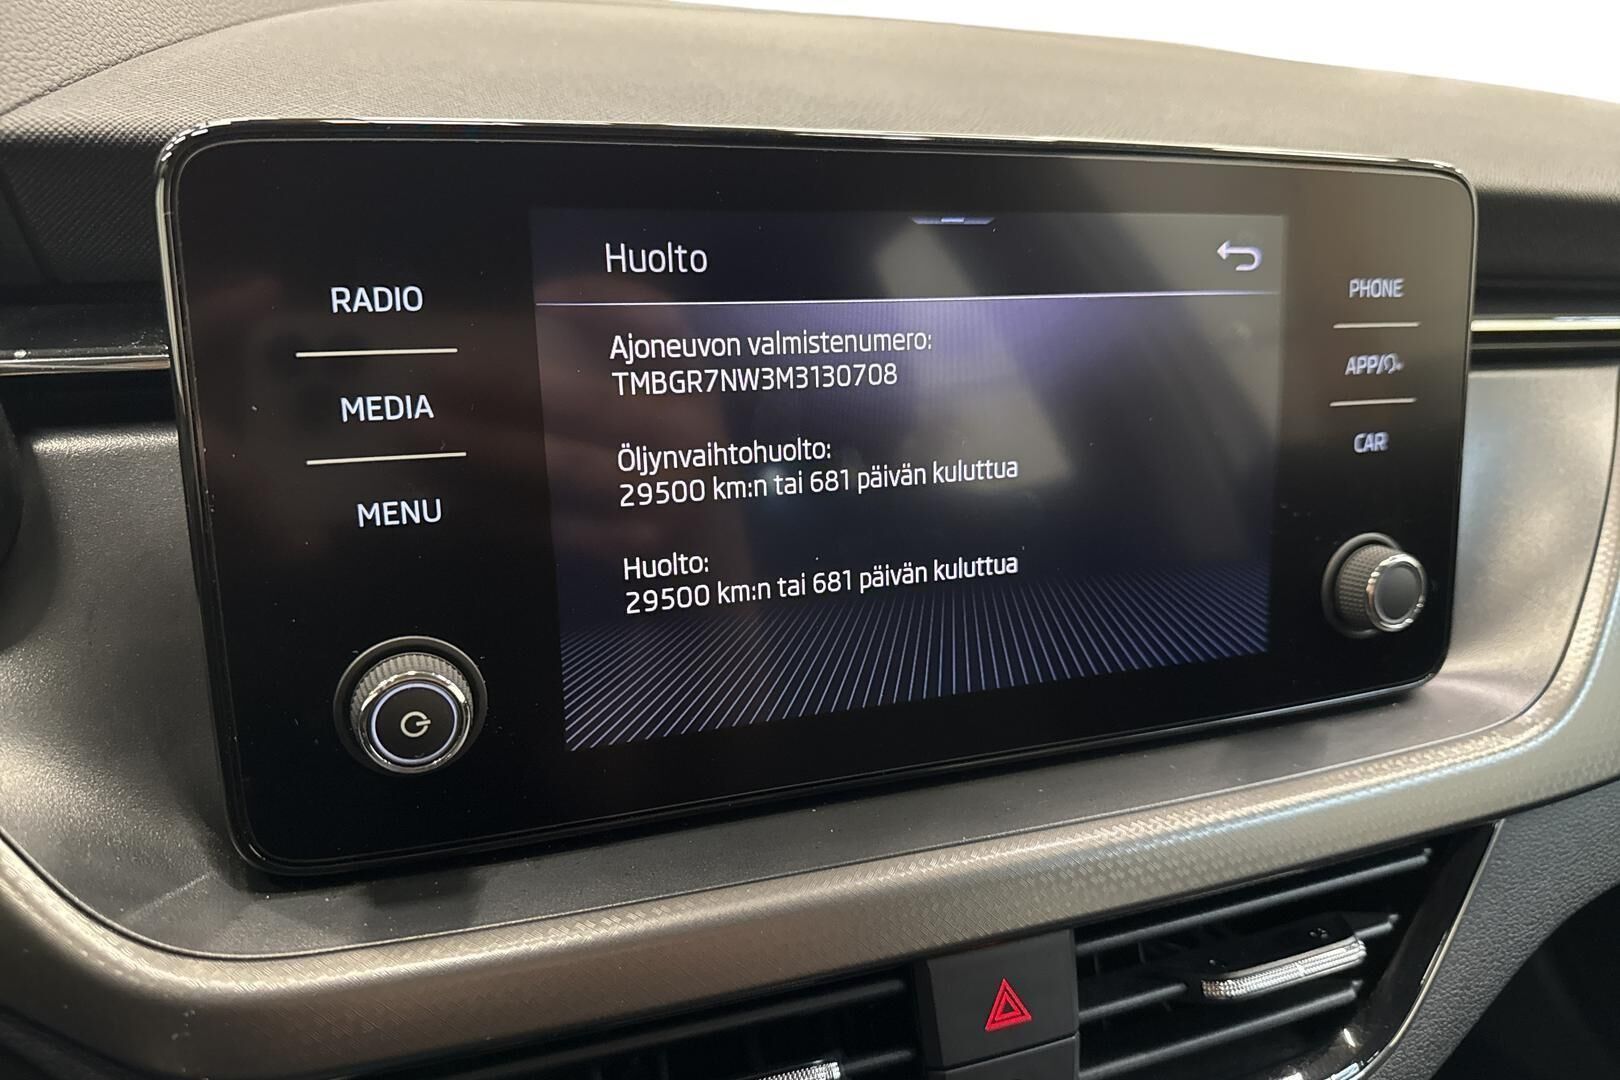 RADIO
MEDIA
MENU
Huolto
Ajoneuvon valmistenumero:
TMBGR7NW3M3130708
Öljynvaihtohuolto:
29500 km:n tai 681 päivän kuluttua
Huolto:
29500 km:n tai 681 päivän kuluttua
PHONE
APP/
CAR